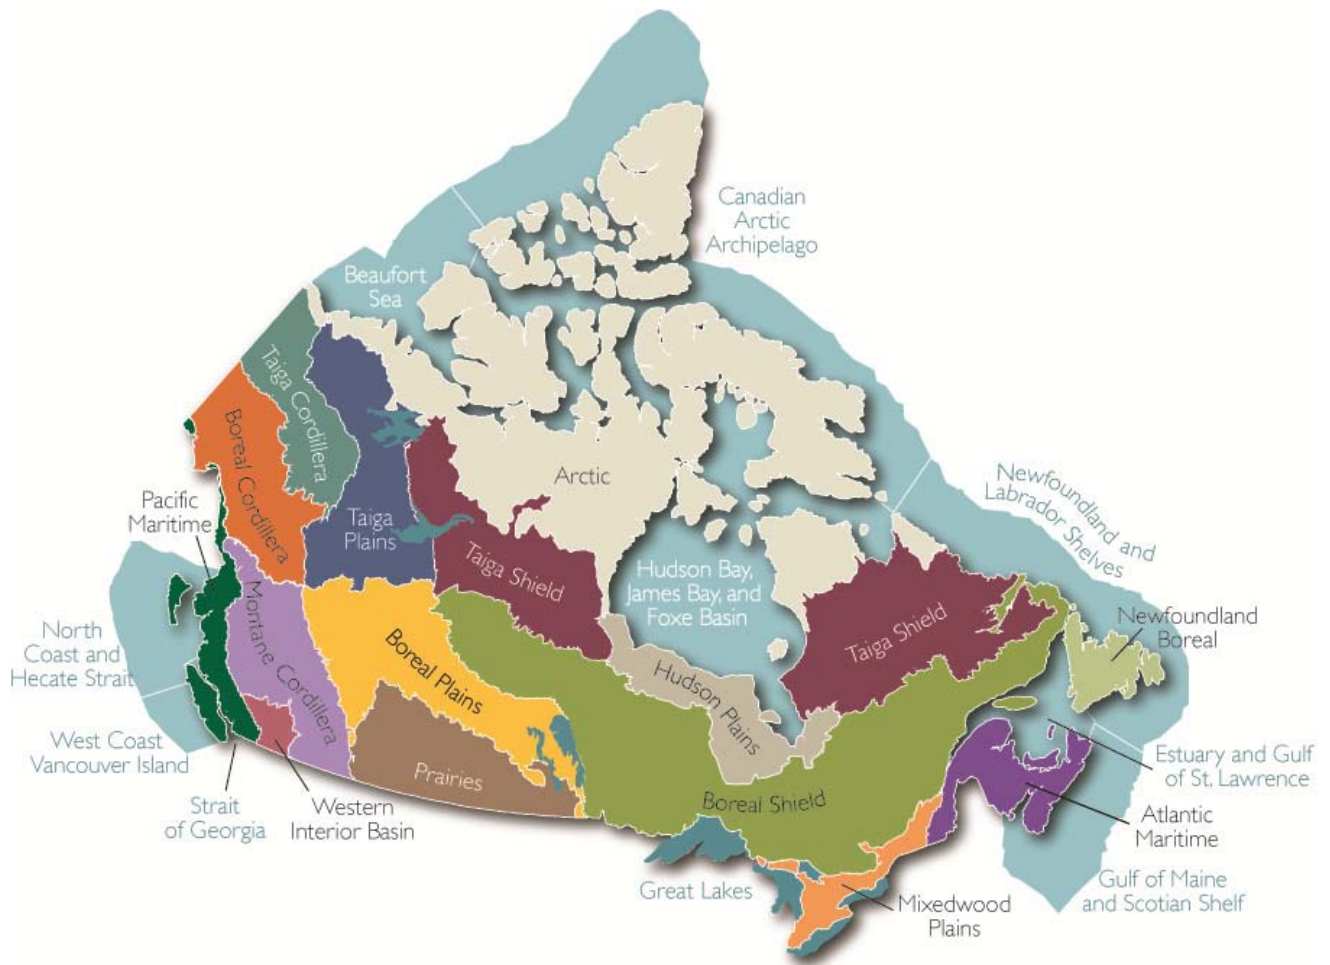 Canadian
Arctic
Archipelago
Beaufort
Sea
Taiga Cordillera
Boreal Cordillera
Arctic
Newfoundland and
Labrador Shelves
Pacific
Maritime
Taiga
Plains
Taiga Shield
Hudson Bay,
James Bay, and
Foxe Basin
Taiga Shield
Newfoundland
Boreal
North
Coast and
Hecate Strait
Montane Cordillera
Boreal Plains
Hudson Plains
West Coast
Vancouver Island
Prairies
Boreal Shield
Estuary and Gulf
of St. Lawrence
Strait
of Georgia
Western
Interior Basin
Atlantic
Maritime
Great Lakes
Mixedwood
Plains
Gulf of Maine
and Scotian Shelf